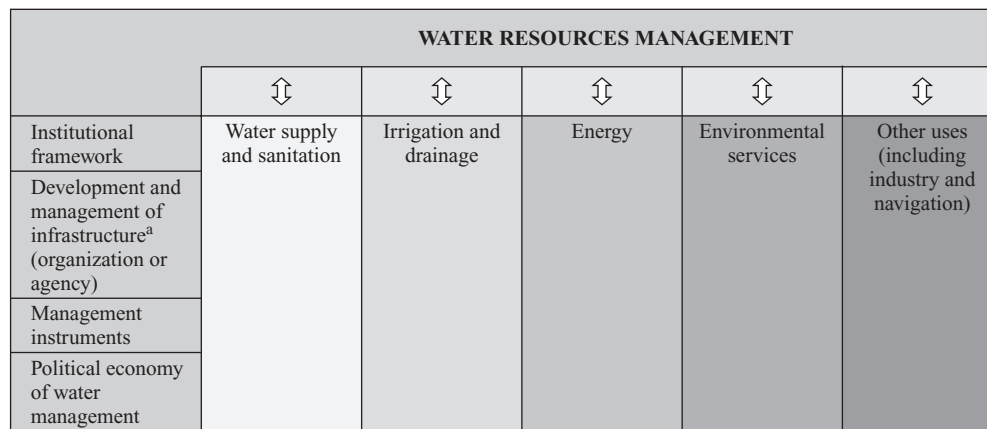 WATER RESOURCES MANAGEMENT
Institutional
framework
Water supply
and sanitation
Irrigation and
drainage
Energy
Environmental
services
Other uses
(including
industry and
navigation)
Development and
management of
infrastructureᵃ
(organization or
agency)
Management
instruments
Political economy
of water
management